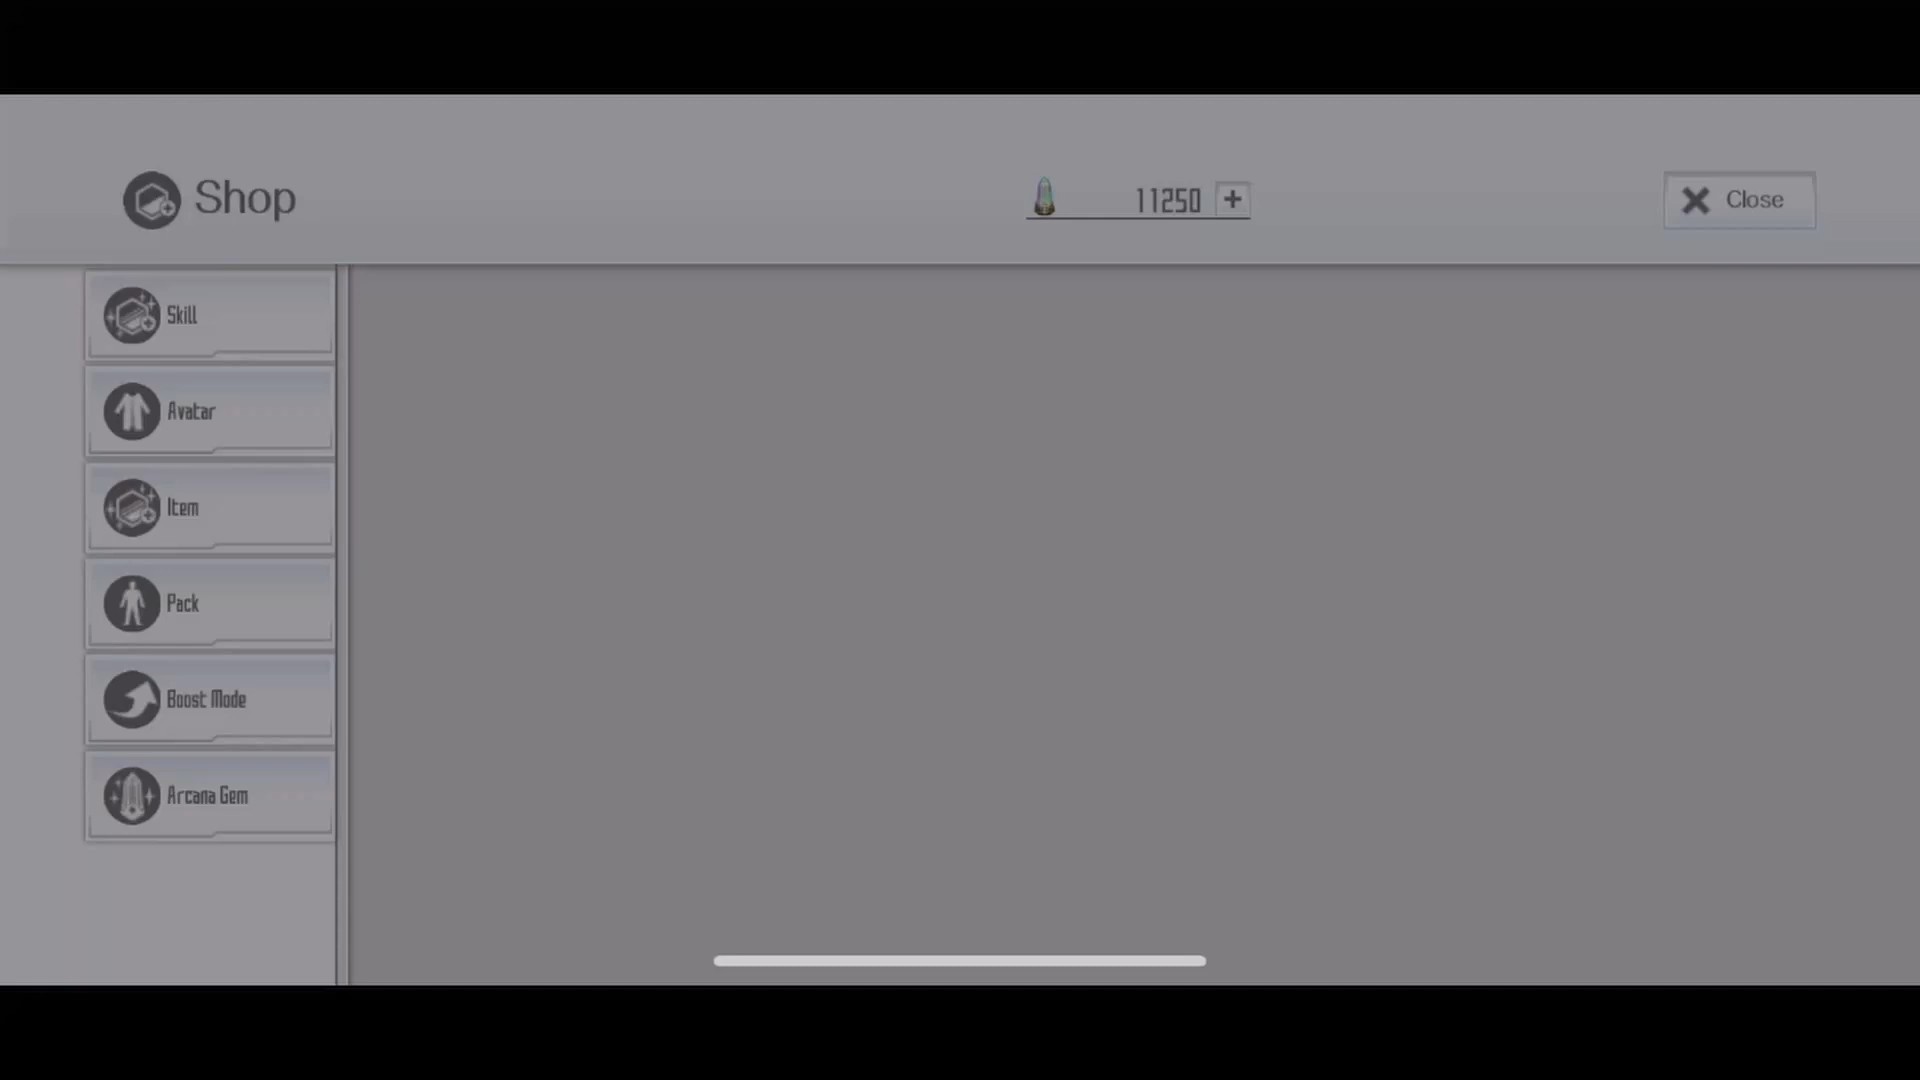 Shop
11250
Close
Skill
Avatar
Item
Pack
Boost Mode
Arcana Gem